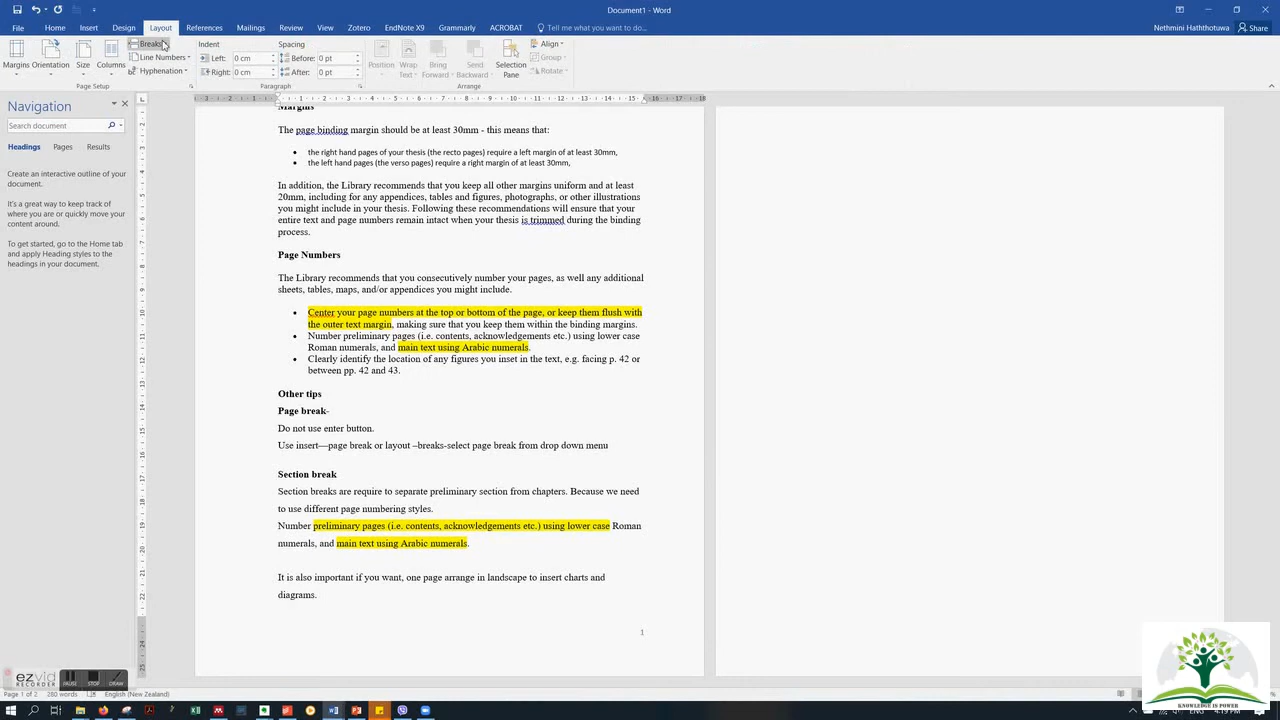 Document1 - Word
File Home Insert Design Layout References Mailings Review View Zotero EndNote X9 Grammarly ACROBAT Tell me what you want to do... Nethmini Haththotuwa Share
Margins Orientation Size Columns
Breaks
Line Numbers
Hyphenation
Page Setup
Indent Spacing
Left: 0 cm Before: 0 pt
Right: 0 cm After: 0 pt
Paragraph
Position Wrap Text Bring Forward Send Backward Selection Pane
Align
Group
Rotate
Arrange
Navigation
Search document
Headings Pages Results
Create an interactive outline of your
document.
It's a great way to keep track of
where you are or quickly move your
content around.
To get started, go to the Home tab
and apply Heading styles to the
headings in your document.
Margins
The page binding margin should be at least 30mm - this means that:
• the right hand pages of your thesis (the recto pages) require a left margin of at least 30mm,
• the left hand pages (the verso pages) require a right margin of at least 30mm,
In addition, the Library recommends that you keep all other margins uniform and at least
20mm, including for any appendices, tables and figures, photographs, or other illustrations
you might include in your thesis. Following these recommendations will ensure that your
entire text and page numbers remain intact when your thesis is trimmed during the binding
process.
Page Numbers
The Library recommends that you consecutively number your pages, as well any additional
sheets, tables, maps, and/or appendices you might include.
• Center your page numbers at the top or bottom of the page, or keep them flush with
the outer text margin, making sure that you keep them within the binding margins.
• Number preliminary pages (i.e. contents, acknowledgements etc.) using lower case
Roman numerals, and main text using Arabic numerals.
• Clearly identify the location of any figures you inset in the text, e.g. facing p. 42 or
between pp. 42 and 43.
Other tips
Page break-
Do not use enter button.
Use insert—page break or layout –breaks-select page break from drop down menu
Section break
Section breaks are require to separate preliminary section from chapters. Because we need
to use different page numbering styles.
Number preliminary pages (i.e. contents, acknowledgements etc.) using lower case Roman
numerals, and main text using Arabic numerals.
It is also important if you want, one page arrange in landscape to insert charts and
diagrams.
1
ezvid
RECORDER
PAUSE STOP DRAW
Page 1 of 2 280 words English (New Zealand)
KNOWLEDGE IS POWER
ENG 4:19 PM